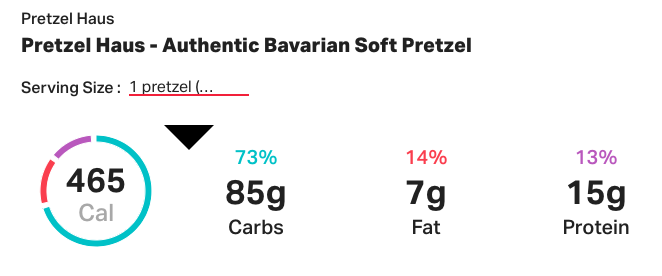 Pretzel Haus
Pretzel Haus - Authentic Bavarian Soft Pretzel
Serving Size : 1 pretzel (...
465
Cal
73% 14% 13%
85g 7g 15g
Carbs Fat Protein